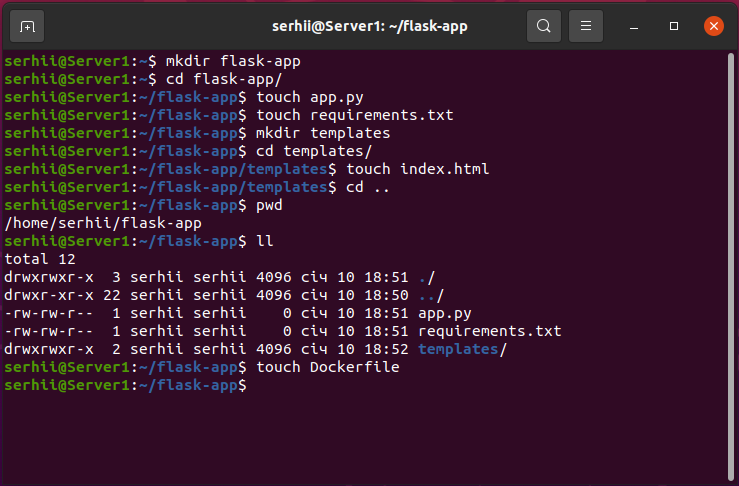 serhii@Server1: ~/flask-app
serhii@Server1:~$ mkdir flask-app
serhii@Server1:~$ cd flask-app/
serhii@Server1:~/flask-app$ touch app.py
serhii@Server1:~/flask-app$ touch requirements.txt
serhii@Server1:~/flask-app$ mkdir templates
serhii@Server1:~/flask-app$ cd templates/
serhii@Server1:~/flask-app/templates$ touch index.html
serhii@Server1:~/flask-app/templates$ cd ..
serhii@Server1:~/flask-app$ pwd
/home/serhii/flask-app
serhii@Server1:~/flask-app$ ll
total 12
drwxrwxr-x  3 serhii serhii 4096 січ 10 18:51 ./
drwxr-xr-x 22 serhii serhii 4096 січ 10 18:50 ../
-rw-rw-r--  1 serhii serhii    0 січ 10 18:51 app.py
-rw-rw-r--  1 serhii serhii    0 січ 10 18:51 requirements.txt
drwxrwxr-x  2 serhii serhii 4096 січ 10 18:52 templates/
serhii@Server1:~/flask-app$ touch Dockerfile
serhii@Server1:~/flask-app$